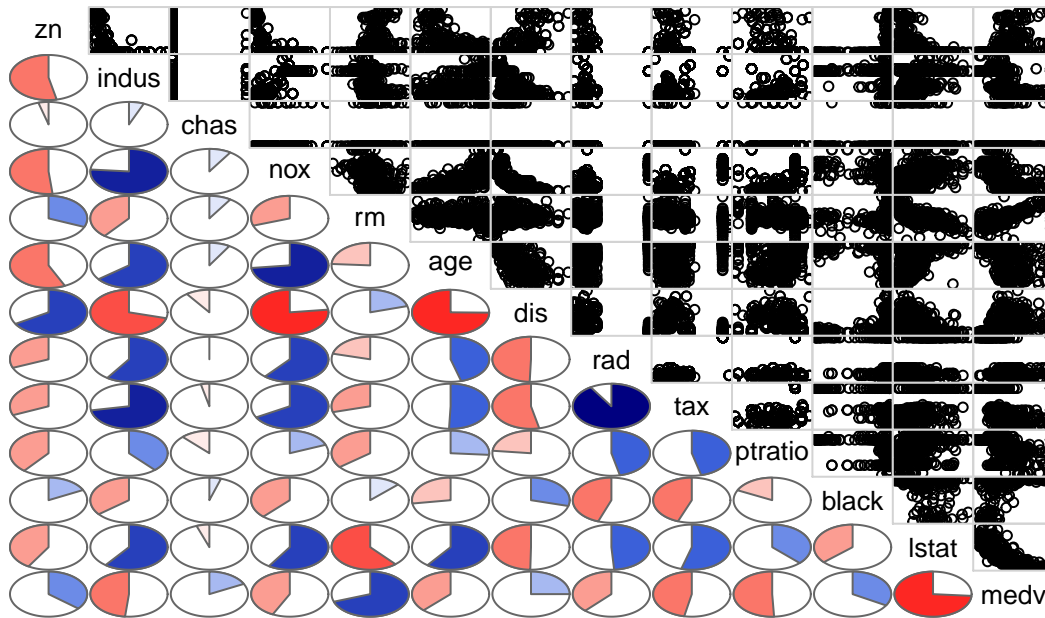 zn
indus
chas
nox
rm
age
dis
rad
tax
ptratio
black
lstat
medv